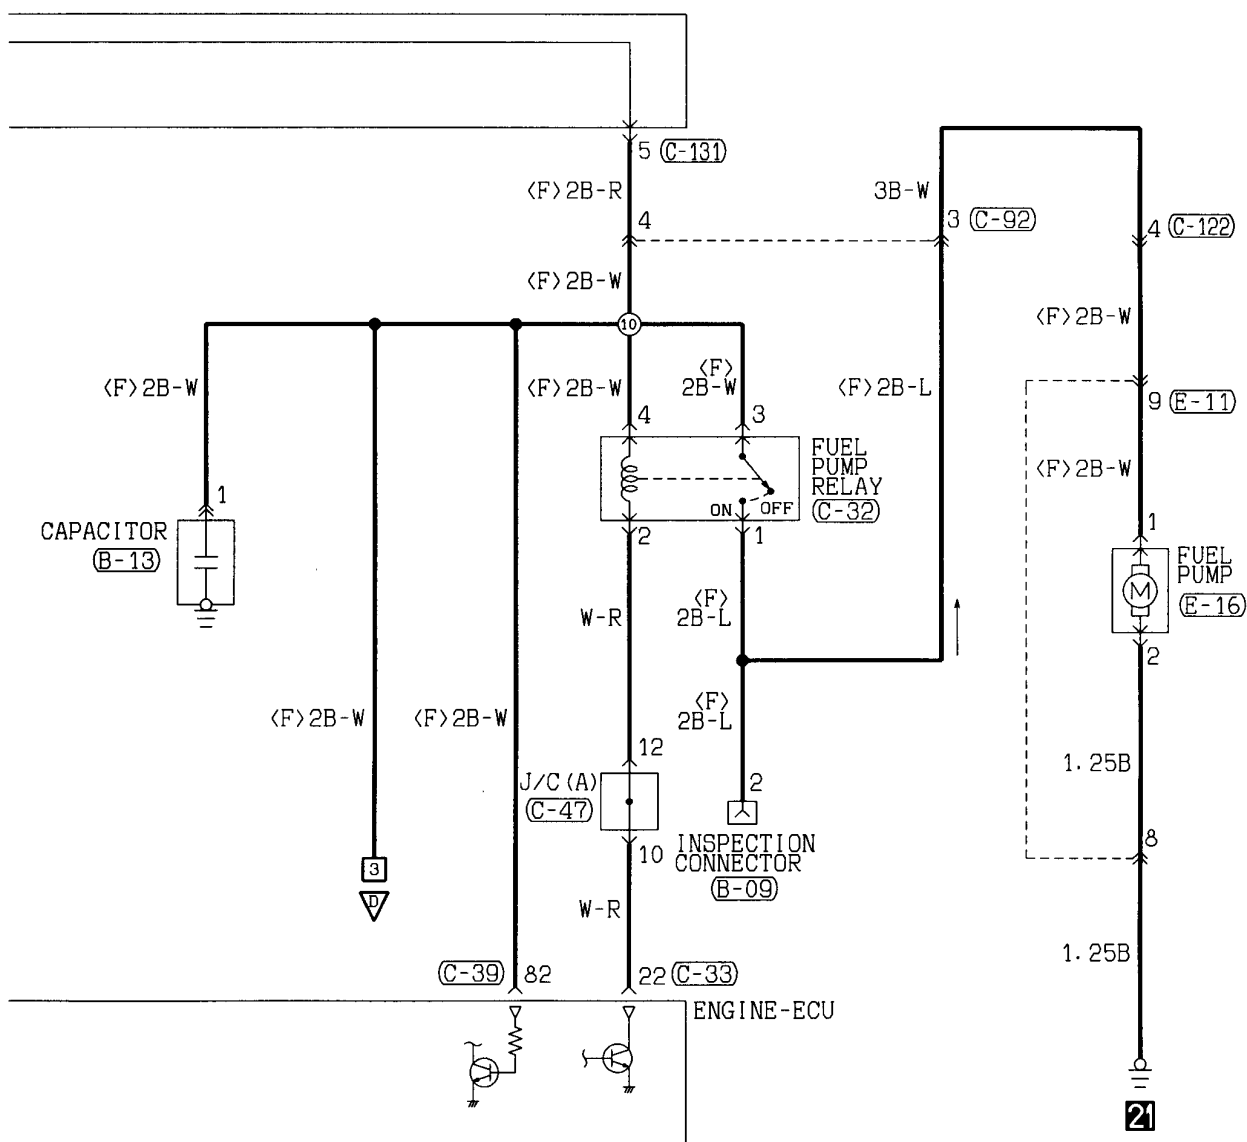 5 (C-131)
<F>2B-R
3B-W
4
3 (C-92)
4 (C-122)
<F>2B-W
10
<F>2B-W
<F>2B-W
<F>2B-W
<F>
2B-W
<F>2B-L
9 (E-11)
4
3
FUEL
PUMP
RELAY
(C-32)
ON
OFF
<F>2B-W
1
CAPACITOR
(B-13)
2
1
1
FUEL
PUMP
(E-16)
W-R
<F>
2B-L
2
<F>2B-W
<F>2B-W
<F>
2B-L
12
J/C(A)
(C-47)
2
1.25B
10
INSPECTION
CONNECTOR
(B-09)
8
3
D
W-R
1.25B
(C-39) 82
22 (C-33)
ENGINE-ECU
M
21